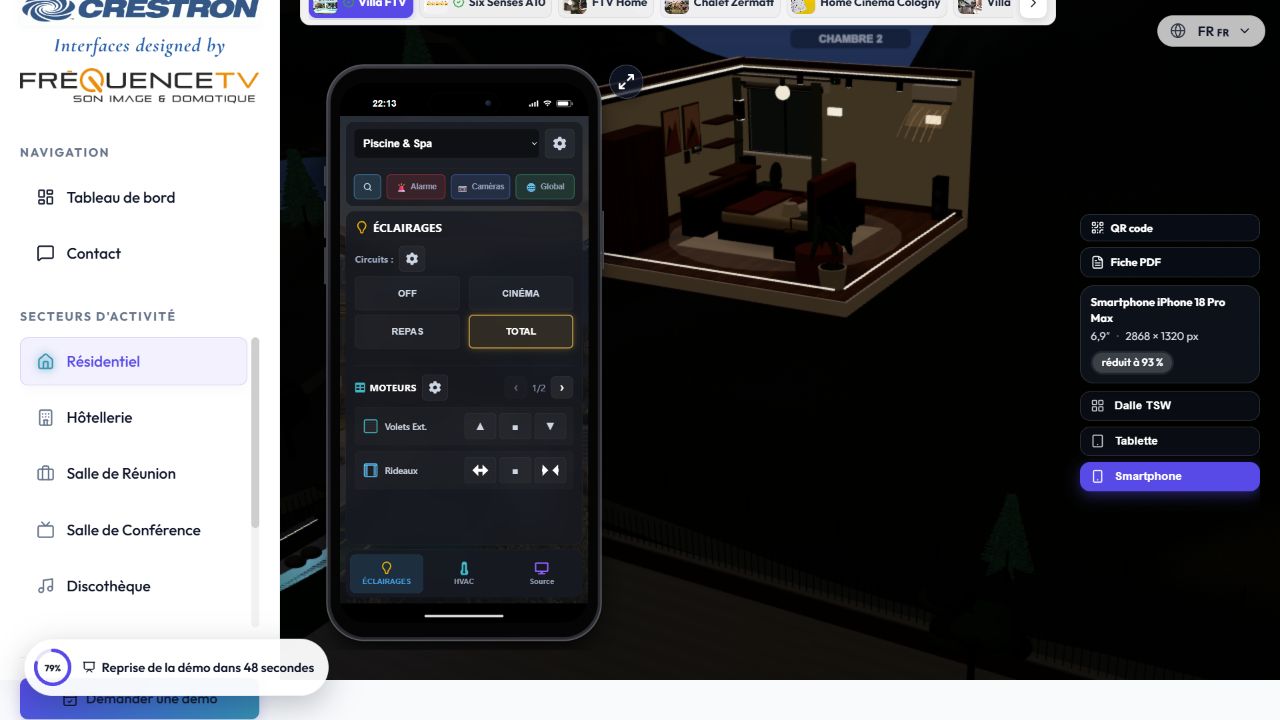 CRESTRON
Interfaces designed by
FRÉQUENCETV
SON IMAGE & DOMOTIQUE
NAVIGATION
Tableau de bord
Contact
SECTEURS D'ACTIVITÉ
Résidentiel
Hôtellerie
Salle de Réunion
Salle de Conférence
Discothèque
79%
Reprise de la démo dans 48 secondes
Demander une démo
Villa FTV
Six Senses A10
FTV Home
Chalet Zermatt
Home Cinema Cologny
Villa
FR FR
CHAMBRE 2
22:13
Piscine & Spa
Alarme
Caméras
Global
ÉCLAIRAGES
Circuits :
OFF
CINÉMA
REPAS
TOTAL
MOTEURS
1/2
Volets Ext.
Rideaux
ÉCLAIRAGES
HVAC
Source
QR code
Fiche PDF
Smartphone iPhone 18 Pro
Max
6,9" · 2868 × 1320 px
réduit à 93 %
Dalle TSW
Tablette
Smartphone